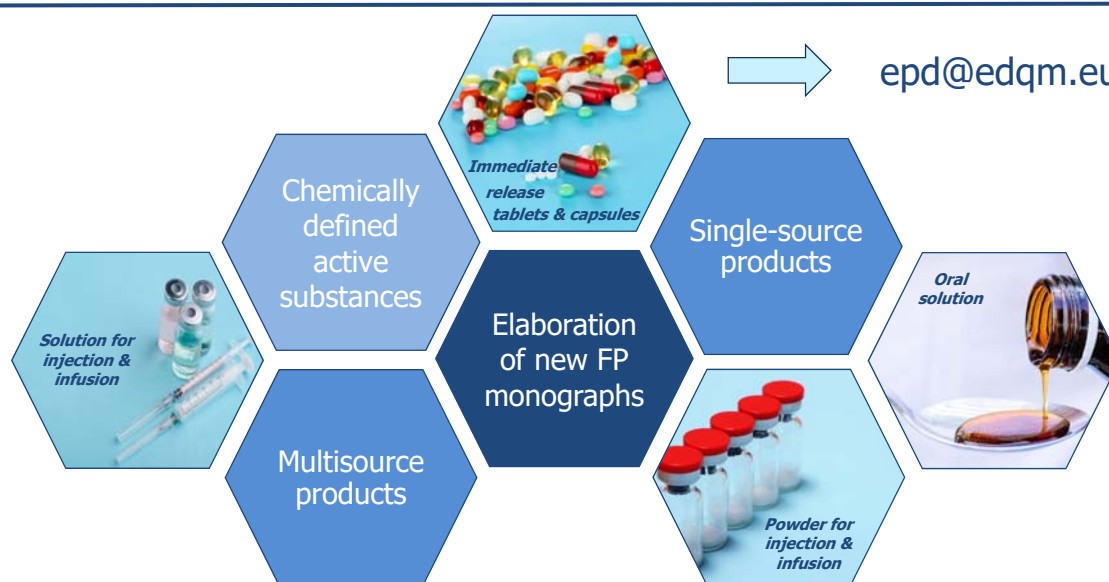 epd@edqm.eu
Immediate
release
tablets & capsules
Chemically
defined
active
substances
Single-source
products
Oral
solution
Solution for
injection &
infusion
Elaboration
of new FP
monographs
Multisource
products
Powder for
injection &
infusion